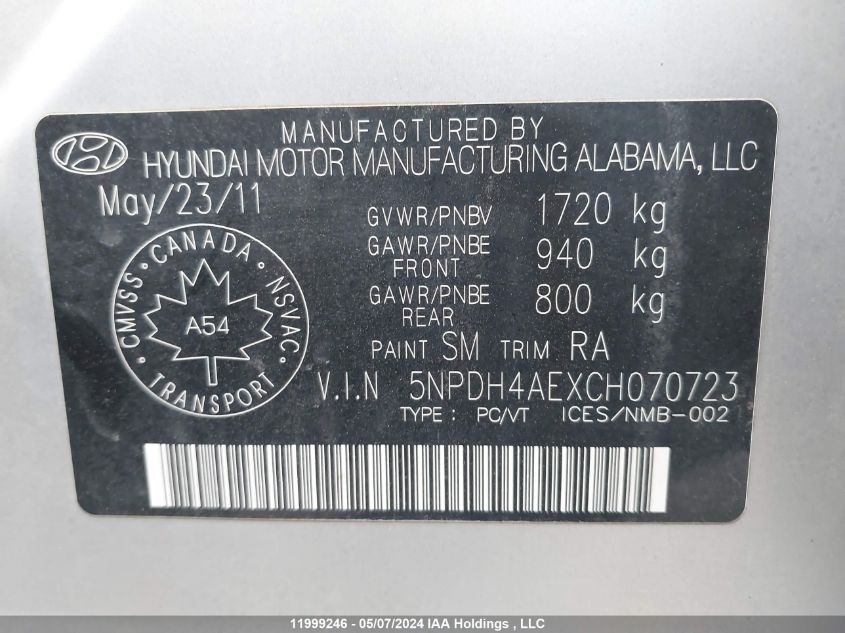 MANUFACTURED BY
HYUNDAI MOTOR MANUFACTURING ALABAMA, LLC
May/23/11
GVWR/PNBV 1720 kg
GAWR/PNBE FRONT 940 kg
GAWR/PNBE REAR 800 kg
PAINT SM TRIM RA
V.I.N 5NPDH4AEXCH070723
TYPE : PC/VT ICES/NMB-002
CMVSS • CANADA • NSVAC • TRANSPORT •
A54
11999246 - 05/07/2024 IAA Holdings , LLC